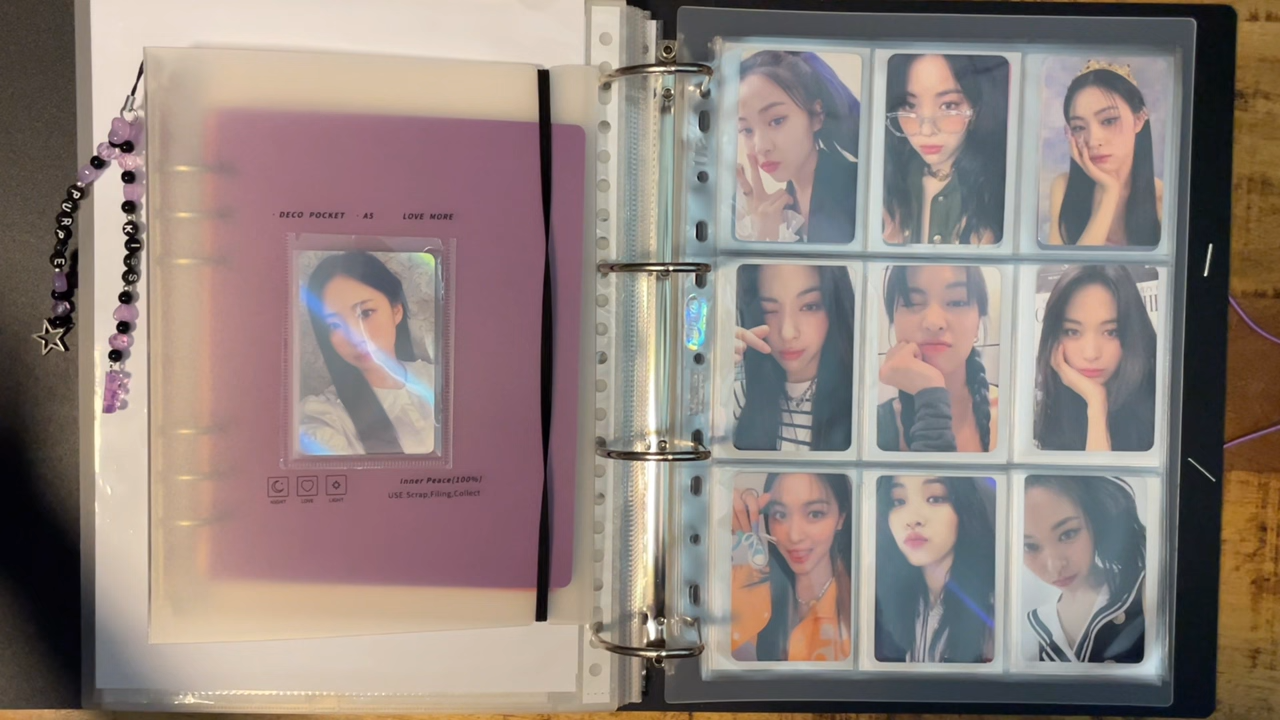 · DECO POCKET · A5 LOVE MORE
Inner Peace(100%)
USE Scrap,Filing,Collect
PURPLE
KISS